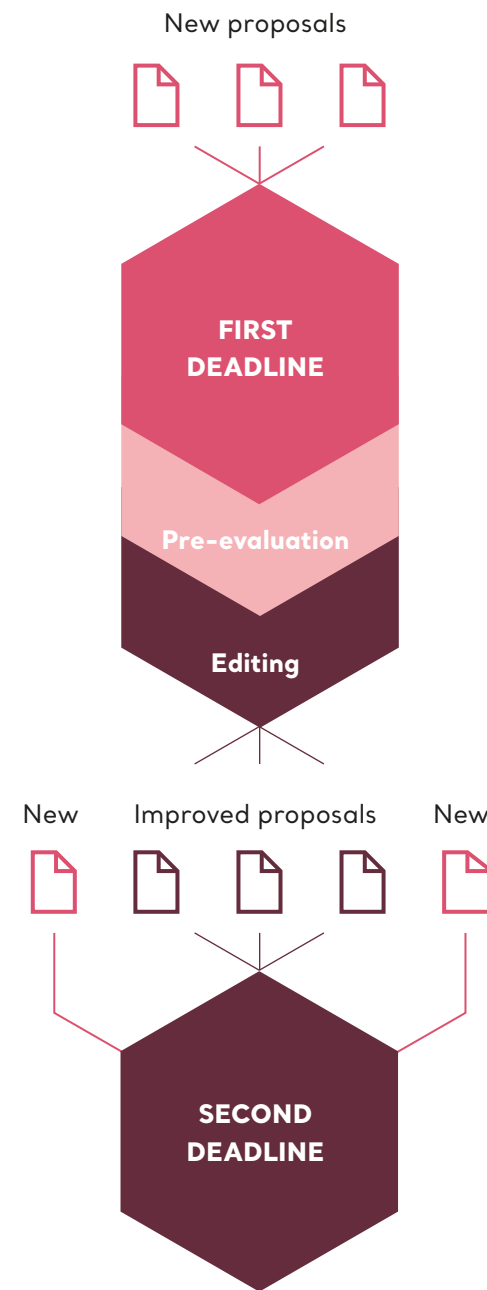 New proposals
FIRST
DEADLINE
Pre-evaluation
Editing
New Improved proposals New
SECOND
DEADLINE